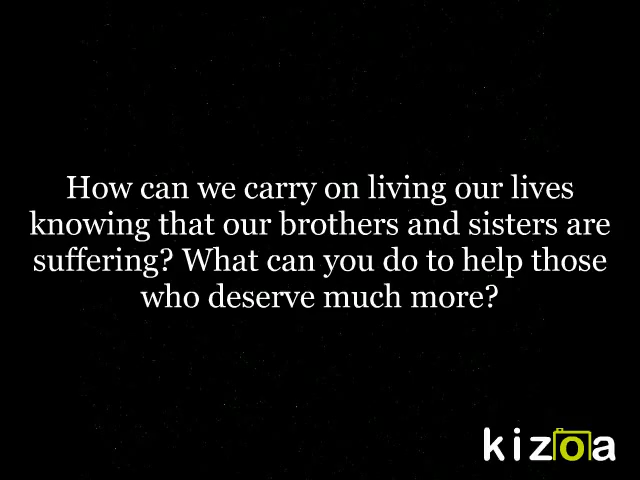 How can we carry on living our lives
knowing that our brothers and sisters are
suffering? What can you do to help those
who deserve much more?
kizoa